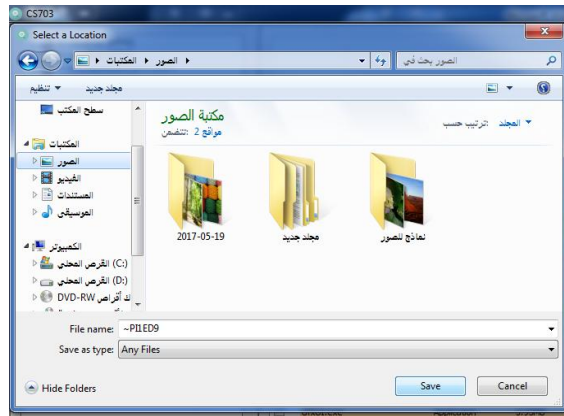 CS703
Select a Location
المكتبات ▸ الصور ▸
الصور بحث في
تنظيم ▼ مجلد جديد
سطح المكتب
المكتبات
الصور
الفيديو
المستندات
الموسيقى
الكمبيوتر
القرص المحلي (C:)
القرص المحلي (D:)
ك أقراص DVD-RW
مكتبة الصور
تتضمن: 2 مواقع
ترتيب حسب: المجلد ▼
2017-05-19
مجلد جديد
نماذج للصور
File name: ~PI1ED9
Save as type: Any Files
Hide Folders
Save
Cancel